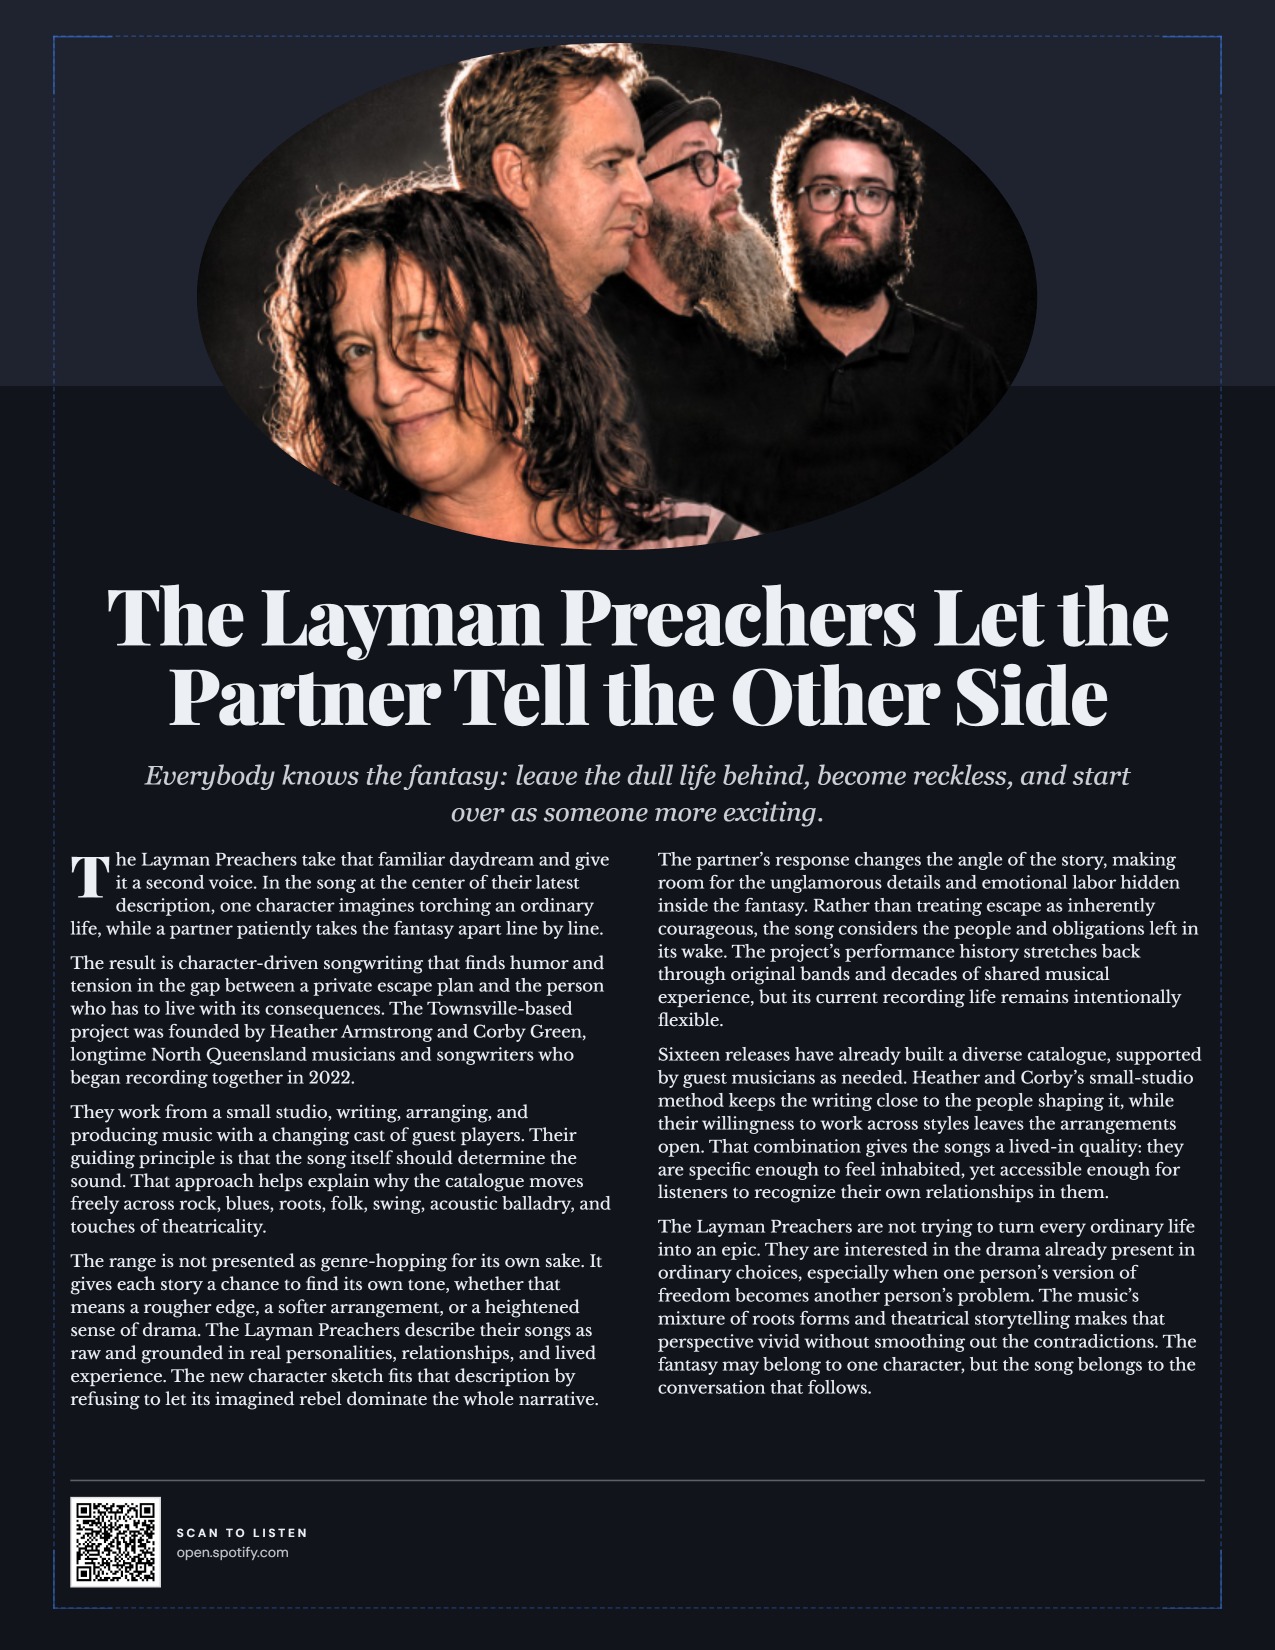 The Layman Preachers Let the
Partner Tell the Other Side
Everybody knows the fantasy: leave the dull life behind, become reckless, and start
over as someone more exciting.
The Layman Preachers take that familiar daydream and give
it a second voice. In the song at the center of their latest
description, one character imagines torching an ordinary
life, while a partner patiently takes the fantasy apart line by line.
The result is character-driven songwriting that finds humor and
tension in the gap between a private escape plan and the person
who has to live with its consequences. The Townsville-based
project was founded by Heather Armstrong and Corby Green,
longtime North Queensland musicians and songwriters who
began recording together in 2022.
They work from a small studio, writing, arranging, and
producing music with a changing cast of guest players. Their
guiding principle is that the song itself should determine the
sound. That approach helps explain why the catalogue moves
freely across rock, blues, roots, folk, swing, acoustic balladry, and
touches of theatricality.
The range is not presented as genre-hopping for its own sake. It
gives each story a chance to find its own tone, whether that
means a rougher edge, a softer arrangement, or a heightened
sense of drama. The Layman Preachers describe their songs as
raw and grounded in real personalities, relationships, and lived
experience. The new character sketch fits that description by
refusing to let its imagined rebel dominate the whole narrative.
The partner’s response changes the angle of the story, making
room for the unglamorous details and emotional labor hidden
inside the fantasy. Rather than treating escape as inherently
courageous, the song considers the people and obligations left in
its wake. The project’s performance history stretches back
through original bands and decades of shared musical
experience, but its current recording life remains intentionally
flexible.
Sixteen releases have already built a diverse catalogue, supported
by guest musicians as needed. Heather and Corby’s small-studio
method keeps the writing close to the people shaping it, while
their willingness to work across styles leaves the arrangements
open. That combination gives the songs a lived-in quality: they
are specific enough to feel inhabited, yet accessible enough for
listeners to recognize their own relationships in them.
The Layman Preachers are not trying to turn every ordinary life
into an epic. They are interested in the drama already present in
ordinary choices, especially when one person’s version of
freedom becomes another person’s problem. The music’s
mixture of roots forms and theatrical storytelling makes that
perspective vivid without smoothing out the contradictions. The
fantasy may belong to one character, but the song belongs to the
conversation that follows.
SCAN TO LISTEN
open.spotify.com